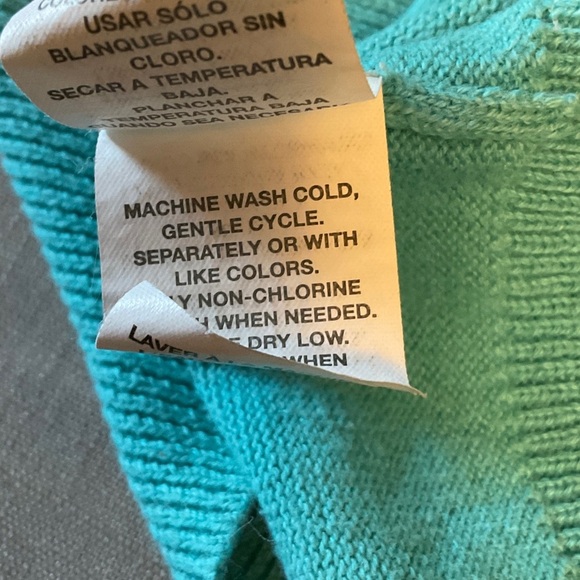 USAR SÓLO
BLANQUEADOR SIN
CLORO.
SECAR A TEMPERATURA
BAJA.
PLANCHAR A
TEMPERATURA BAJA
MACHINE WASH COLD,
GENTLE CYCLE.
SEPARATELY OR WITH
LIKE COLORS.
NON-CHLORINE
WHEN NEEDED.
DRY LOW.
LAVER
WHEN